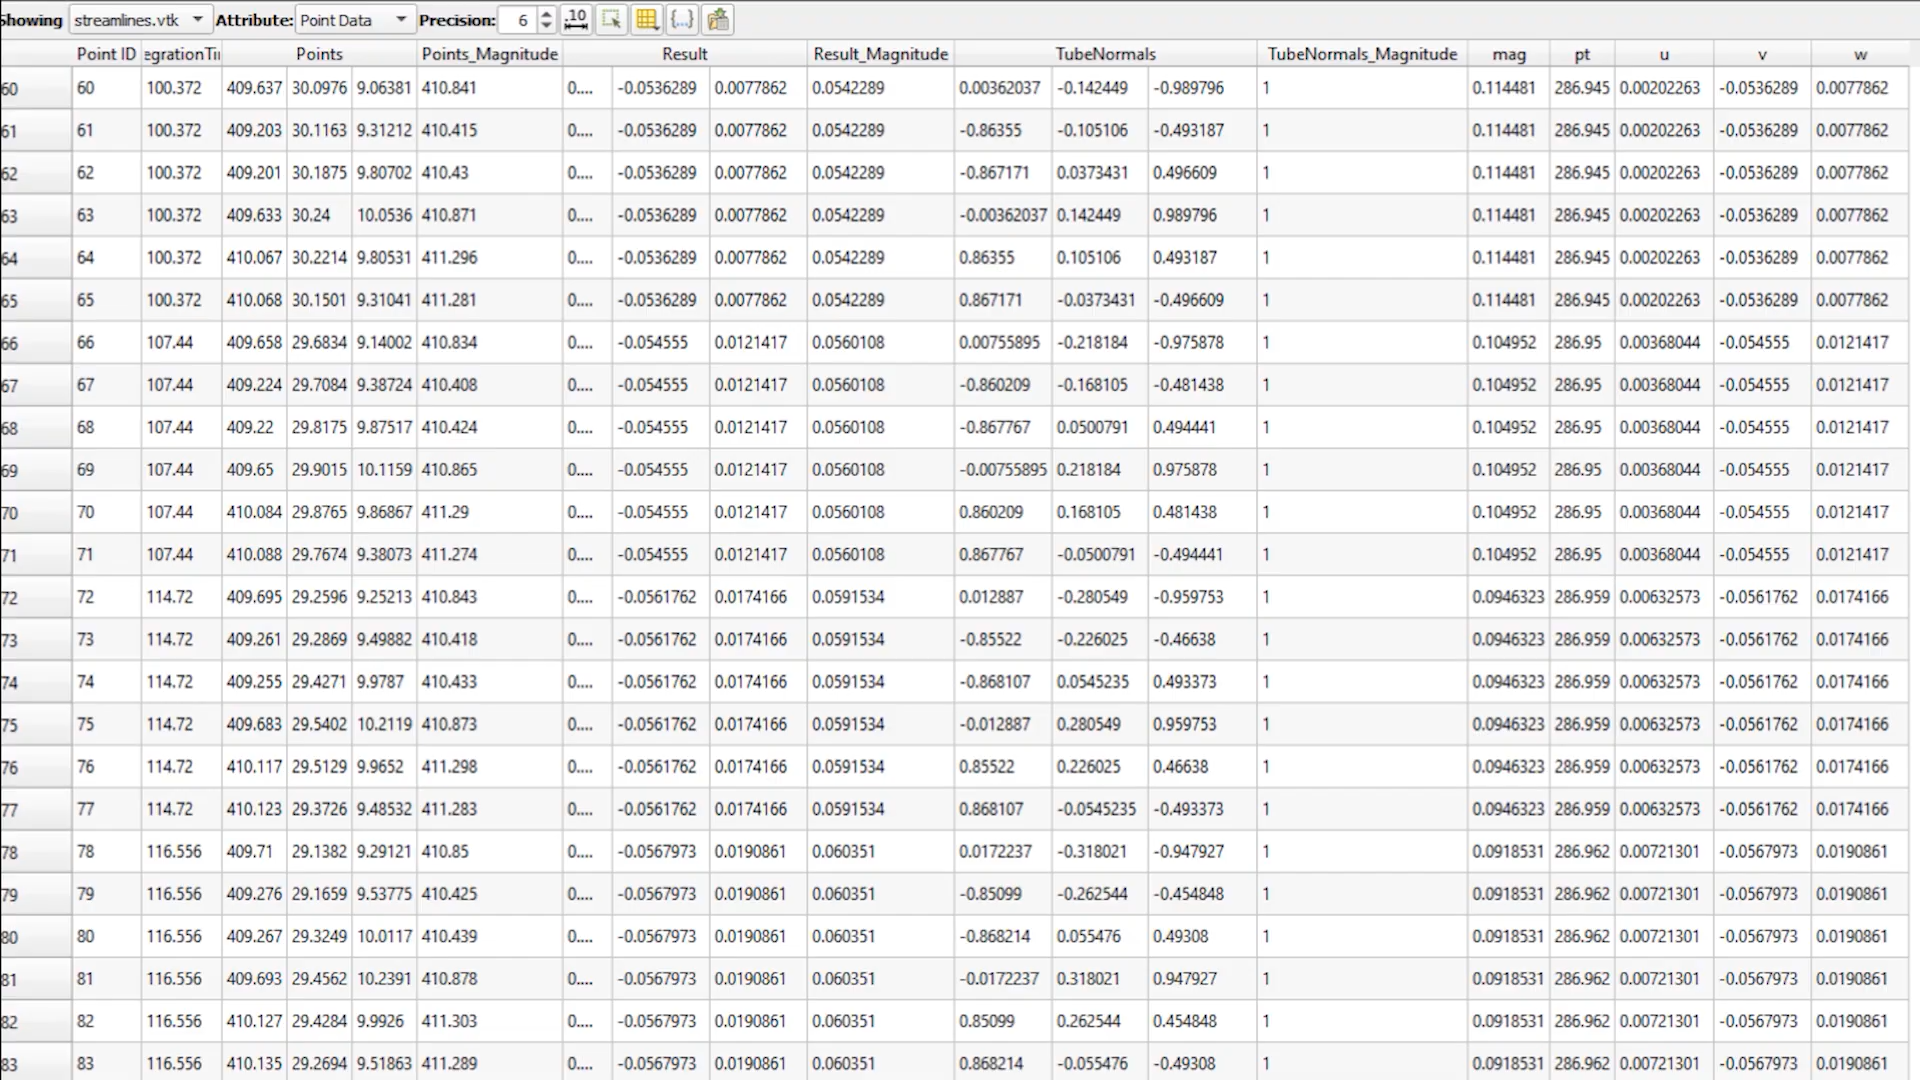 Showing streamlines.vtk Attribute: Point Data Precision: 6 .10 {...}
Point ID egrationTi Points Points_Magnitude Result Result_Magnitude TubeNormals TubeNormals_Magnitude mag pt u v w
60 60 100.372 409.637 30.0976 9.06381 410.841 0.... -0.0536289 0.0077862 0.0542289 0.00362037 -0.142449 -0.989796 1 0.114481 286.945 0.00202263 -0.0536289 0.0077862
61 61 100.372 409.203 30.1163 9.31212 410.415 0.... -0.0536289 0.0077862 0.0542289 -0.86355 -0.105106 -0.493187 1 0.114481 286.945 0.00202263 -0.0536289 0.0077862
62 62 100.372 409.201 30.1875 9.80702 410.43 0.... -0.0536289 0.0077862 0.0542289 -0.867171 0.0373431 0.496609 1 0.114481 286.945 0.00202263 -0.0536289 0.0077862
63 63 100.372 409.633 30.24 10.0536 410.871 0.... -0.0536289 0.0077862 0.0542289 -0.00362037 0.142449 0.989796 1 0.114481 286.945 0.00202263 -0.0536289 0.0077862
64 64 100.372 410.067 30.2214 9.80531 411.296 0.... -0.0536289 0.0077862 0.0542289 0.86355 0.105106 0.493187 1 0.114481 286.945 0.00202263 -0.0536289 0.0077862
65 65 100.372 410.068 30.1501 9.31041 411.281 0.... -0.0536289 0.0077862 0.0542289 0.867171 -0.0373431 -0.496609 1 0.114481 286.945 0.00202263 -0.0536289 0.0077862
66 66 107.44 409.658 29.6834 9.14002 410.834 0.... -0.054555 0.0121417 0.0560108 0.00755895 -0.218184 -0.975878 1 0.104952 286.95 0.00368044 -0.054555 0.0121417
67 67 107.44 409.224 29.7084 9.38724 410.408 0.... -0.054555 0.0121417 0.0560108 -0.860209 -0.168105 -0.481438 1 0.104952 286.95 0.00368044 -0.054555 0.0121417
68 68 107.44 409.22 29.8175 9.87517 410.424 0.... -0.054555 0.0121417 0.0560108 -0.867767 0.0500791 0.494441 1 0.104952 286.95 0.00368044 -0.054555 0.0121417
69 69 107.44 409.65 29.9015 10.1159 410.865 0.... -0.054555 0.0121417 0.0560108 -0.00755895 0.218184 0.975878 1 0.104952 286.95 0.00368044 -0.054555 0.0121417
70 70 107.44 410.084 29.8765 9.86867 411.29 0.... -0.054555 0.0121417 0.0560108 0.860209 0.168105 0.481438 1 0.104952 286.95 0.00368044 -0.054555 0.0121417
71 71 107.44 410.088 29.7674 9.38073 411.274 0.... -0.054555 0.0121417 0.0560108 0.867767 -0.0500791 -0.494441 1 0.104952 286.95 0.00368044 -0.054555 0.0121417
72 72 114.72 409.695 29.2596 9.25213 410.843 0.... -0.0561762 0.0174166 0.0591534 0.012887 -0.280549 -0.959753 1 0.0946323 286.959 0.00632573 -0.0561762 0.0174166
73 73 114.72 409.261 29.2869 9.49882 410.418 0.... -0.0561762 0.0174166 0.0591534 -0.85522 -0.226025 -0.46638 1 0.0946323 286.959 0.00632573 -0.0561762 0.0174166
74 74 114.72 409.255 29.4271 9.9787 410.433 0.... -0.0561762 0.0174166 0.0591534 -0.868107 0.0545235 0.493373 1 0.0946323 286.959 0.00632573 -0.0561762 0.0174166
75 75 114.72 409.683 29.5402 10.2119 410.873 0.... -0.0561762 0.0174166 0.0591534 -0.012887 0.280549 0.959753 1 0.0946323 286.959 0.00632573 -0.0561762 0.0174166
76 76 114.72 410.117 29.5129 9.9652 411.298 0.... -0.0561762 0.0174166 0.0591534 0.85522 0.226025 0.46638 1 0.0946323 286.959 0.00632573 -0.0561762 0.0174166
77 77 114.72 410.123 29.3726 9.48532 411.283 0.... -0.0561762 0.0174166 0.0591534 0.868107 -0.0545235 -0.493373 1 0.0946323 286.959 0.00632573 -0.0561762 0.0174166
78 78 116.556 409.71 29.1382 9.29121 410.85 0.... -0.0567973 0.0190861 0.060351 0.0172237 -0.318021 -0.947927 1 0.0918531 286.962 0.00721301 -0.0567973 0.0190861
79 79 116.556 409.276 29.1659 9.53775 410.425 0.... -0.0567973 0.0190861 0.060351 -0.85099 -0.262544 -0.454848 1 0.0918531 286.962 0.00721301 -0.0567973 0.0190861
80 80 116.556 409.267 29.3249 10.0117 410.439 0.... -0.0567973 0.0190861 0.060351 -0.868214 0.055476 0.49308 1 0.0918531 286.962 0.00721301 -0.0567973 0.0190861
81 81 116.556 409.693 29.4562 10.2391 410.878 0.... -0.0567973 0.0190861 0.060351 -0.0172237 0.318021 0.947927 1 0.0918531 286.962 0.00721301 -0.0567973 0.0190861
82 82 116.556 410.127 29.4284 9.9926 411.303 0.... -0.0567973 0.0190861 0.060351 0.85099 0.262544 0.454848 1 0.0918531 286.962 0.00721301 -0.0567973 0.0190861
83 83 116.556 410.135 29.2694 9.51863 411.289 0.... -0.0567973 0.0190861 0.060351 0.868214 -0.055476 -0.49308 1 0.0918531 286.962 0.00721301 -0.0567973 0.0190861